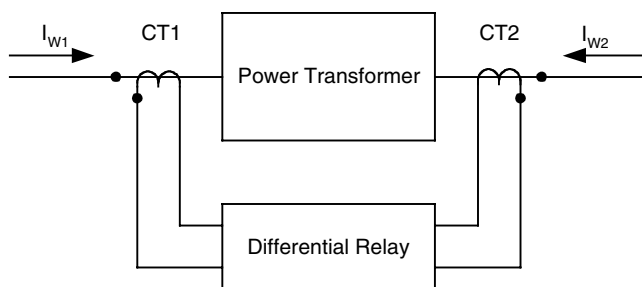 I_W1 CT1 CT2 I_W2
Power Transformer
Differential Relay